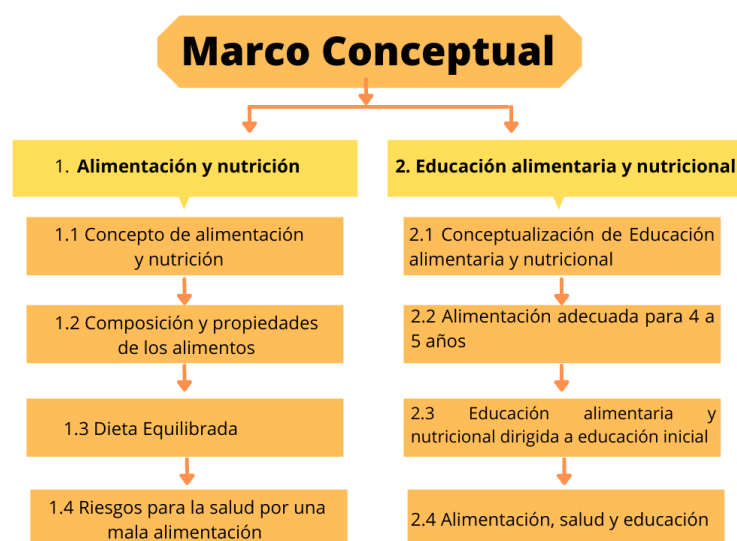 Marco Conceptual
1. Alimentación y nutrición
1.1 Concepto de alimentación
y nutrición
1.2 Composición y propiedades
de los alimentos
1.3 Dieta Equilibrada
1.4 Riesgos para la salud por una
mala alimentación
2. Educación alimentaria y nutricional
2.1 Conceptualización de Educación
alimentaria y nutricional
2.2 Alimentación adecuada para 4 a
5 años
2.3 Educación alimentaria y
nutricional dirigida a educación inicial
2.4 Alimentación, salud y educación